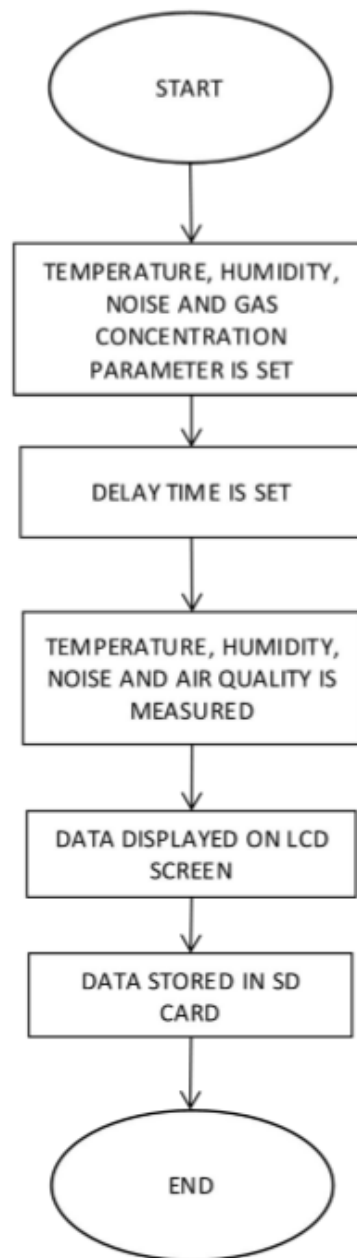 START
TEMPERATURE, HUMIDITY,
NOISE AND GAS
CONCENTRATION
PARAMETER IS SET
DELAY TIME IS SET
TEMPERATURE, HUMIDITY,
NOISE AND AIR QUALITY IS
MEASURED
DATA DISPLAYED ON LCD
SCREEN
DATA STORED IN SD
CARD
END